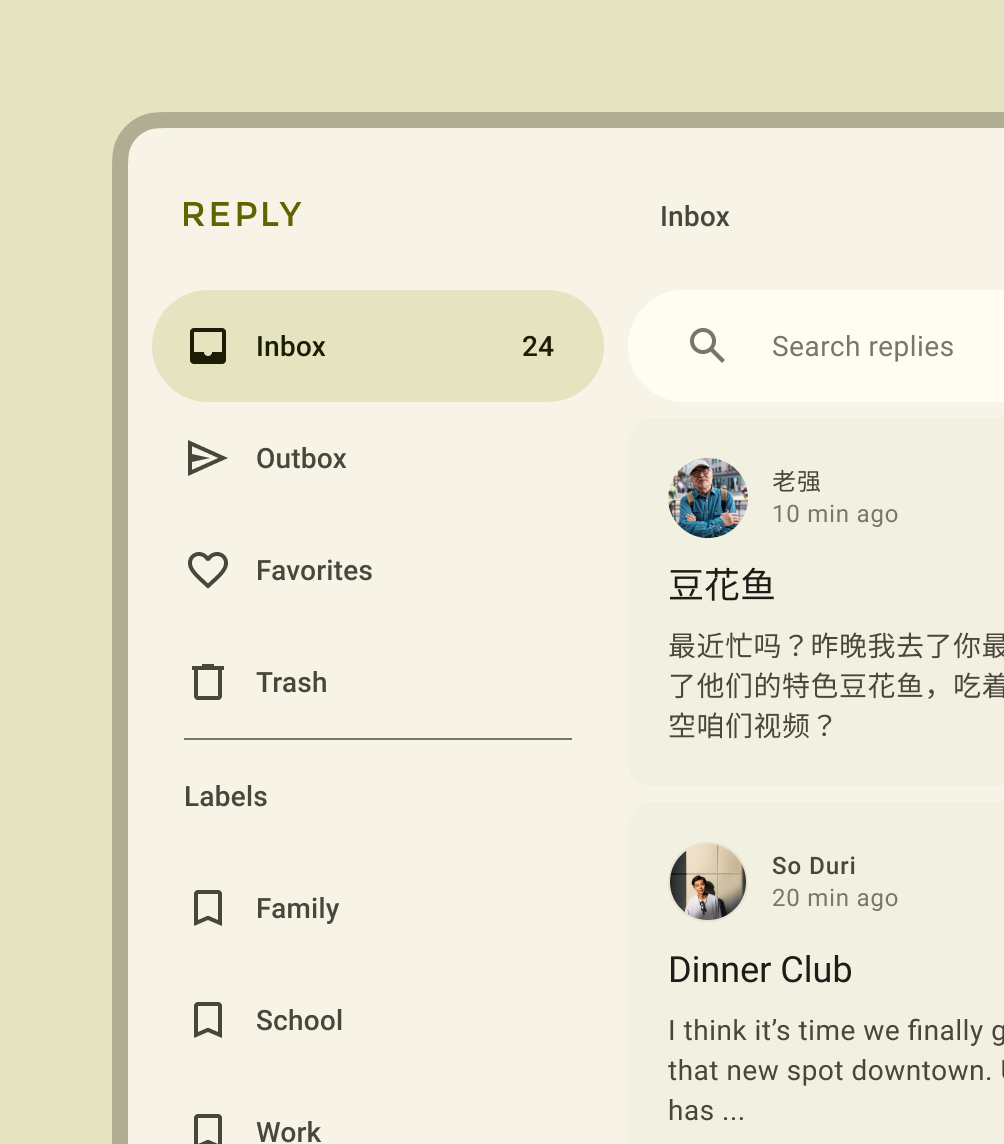 REPLY
Inbox 24
Outbox
Favorites
Trash
Labels
Family
School
Work
Inbox
Search replies
老强
10 min ago
豆花鱼
最近忙吗？昨晚我去了你最
了他们的特色豆花鱼，吃着
空咱们视频？
So Duri
20 min ago
Dinner Club
I think it’s time we finally g
that new spot downtown.
has ...